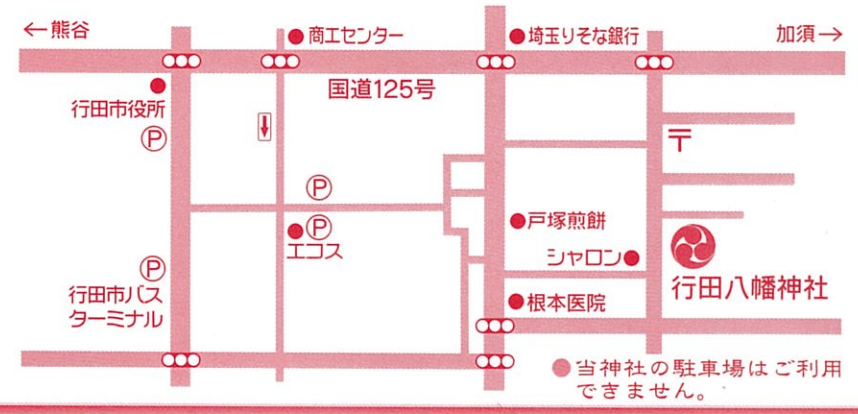 ←熊谷
商工センター
埼玉りそな銀行
加須→
国道125号
行田市役所
Ⓟ
〒
Ⓟ
戸塚煎餅
Ⓟ
エコス
シャロン
Ⓟ
行田市バス
ターミナル
行田八幡神社
根本医院
●当神社の駐車場はご利用
できません。